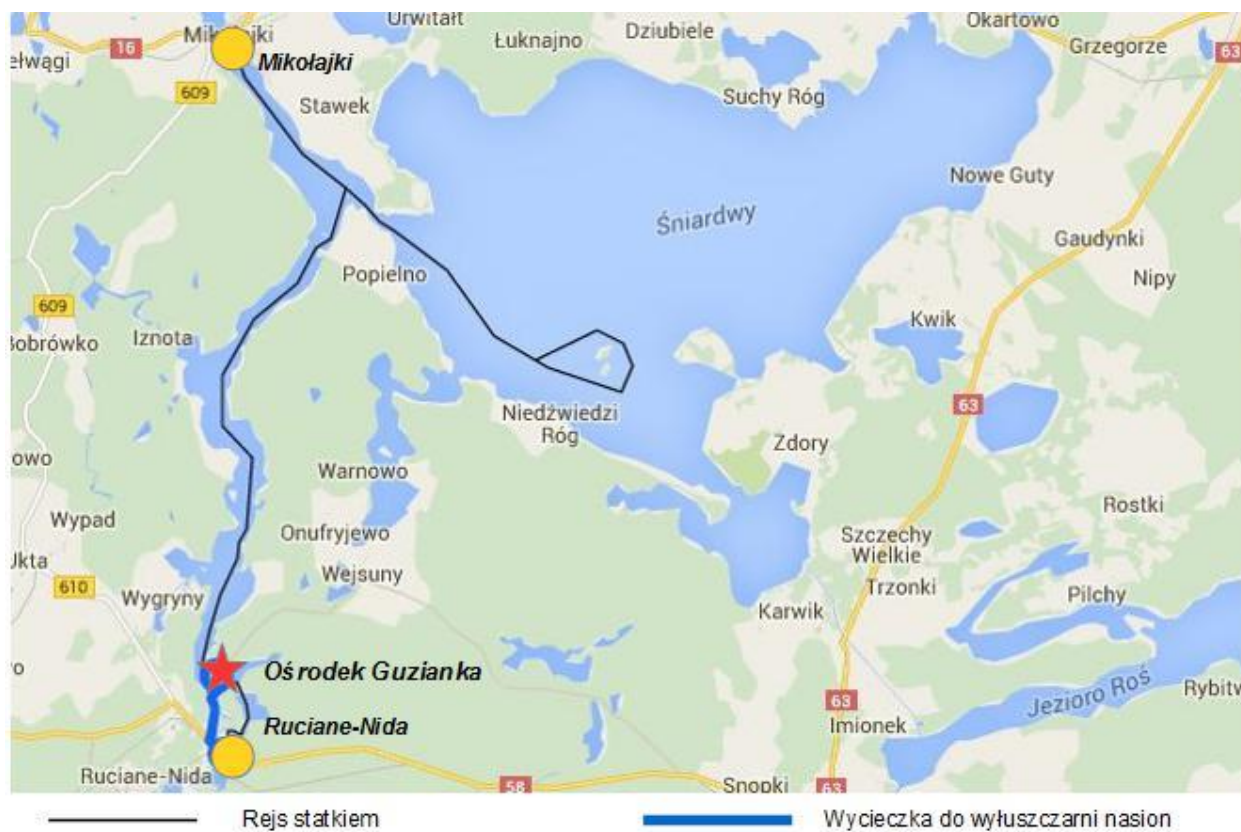 Urwitałt
Okartowo
Dziubiele
16
Mikołajki
Łuknajno
Grzegorze
63
ełwągi
Mikołajki
609
Stawek
Suchy Róg
Nowe Guty
Śniardwy
Gaudynki
Popielno
Nipy
609
Iznota
Kwik
Bobrówko
Niedźwiedzi
Róg
63
Zdory
owo
Warnowo
Rostki
Wypad
Onufryjewo
Szczechy
Wielkie
Ukta
Wejsuny
Trzonki
610
Wygryny
Pilchy
Karwik
Ośrodek Guzianka
Jezioro Roś
Rybitw
63
Imionek
Ruciane-Nida
Ruciane-Nida
58
Snopki
63
Rejs statkiem
Wycieczka do wyłuszczarni nasion